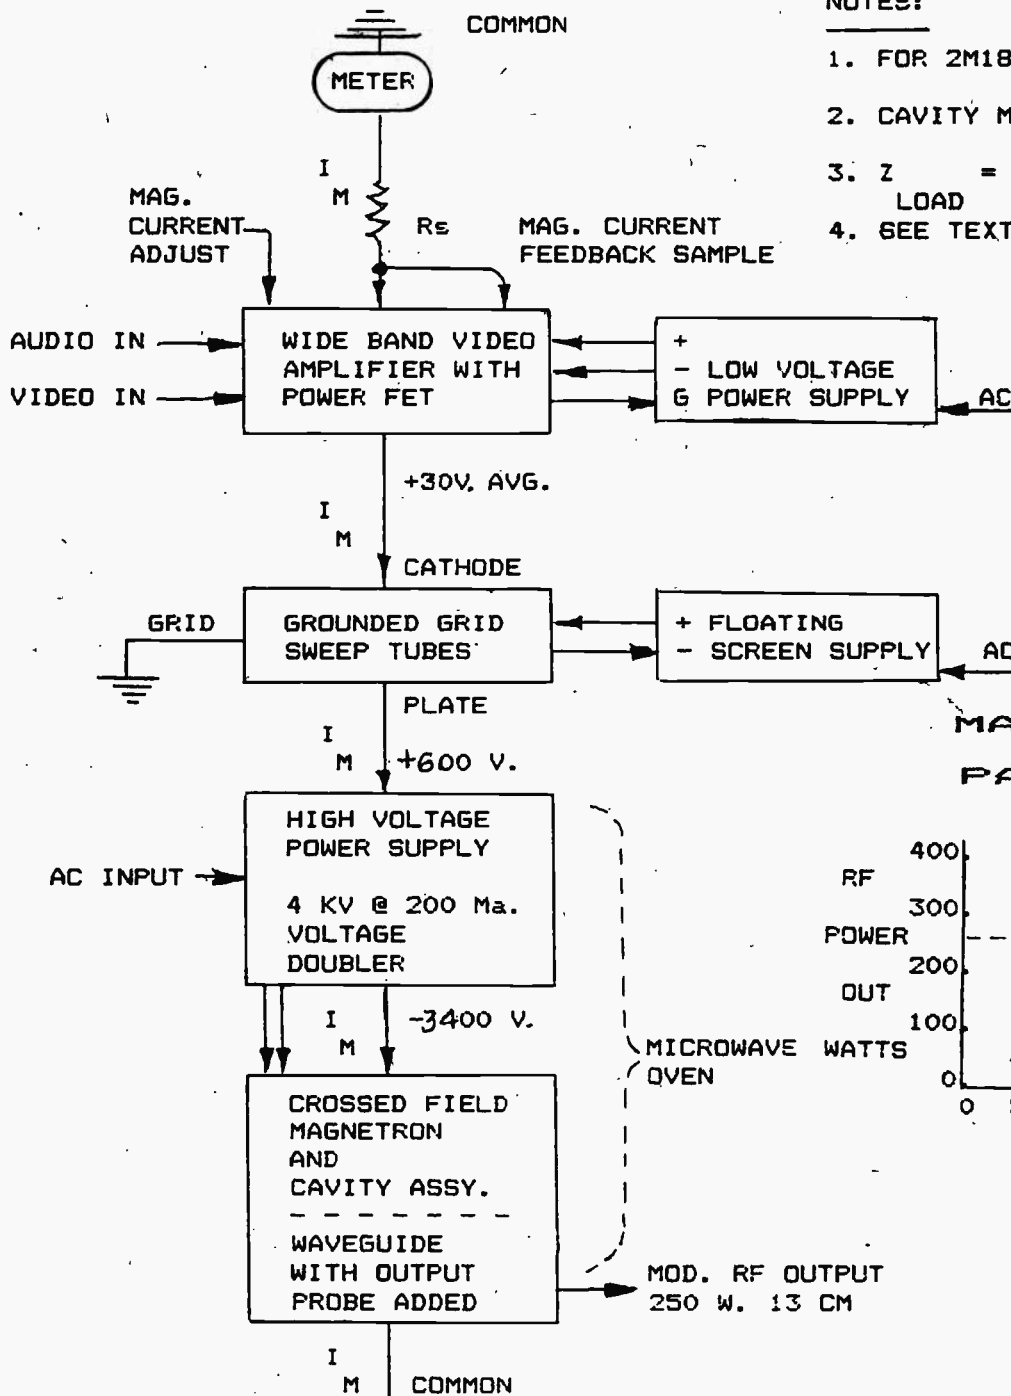 COMMON
NOTES:
METER
1. FOR 2M18
2. CAVITY M
3. Z =
LOAD
4. SEE TEXT
I
M
Rs
MAG.
CURRENT
ADJUST
MAG. CURRENT
FEEDBACK SAMPLE
AUDIO IN
VIDEO IN
WIDE BAND VIDEO
AMPLIFIER WITH
POWER FET
+
- LOW VOLTAGE
G POWER SUPPLY
AC
+30V. AVG.
I
M
CATHODE
GRID
GROUNDED GRID
SWEEP TUBES
+ FLOATING
- SCREEN SUPPLY
AC
PLATE
I
M
+600 V.
MA
PA
HIGH VOLTAGE
POWER SUPPLY
4 KV @ 200 Ma.
VOLTAGE
DOUBLER
AC INPUT
I
M
-3400 V.
MICROWAVE
OVEN
RF
POWER
OUT
WATTS
400
300
200
100
0
0
CROSSED FIELD
MAGNETRON
AND
CAVITY ASSY.
WAVEGUIDE
WITH OUTPUT
PROBE ADDED
MOD. RF OUTPUT
250 W. 13 CM
I
M
COMMON